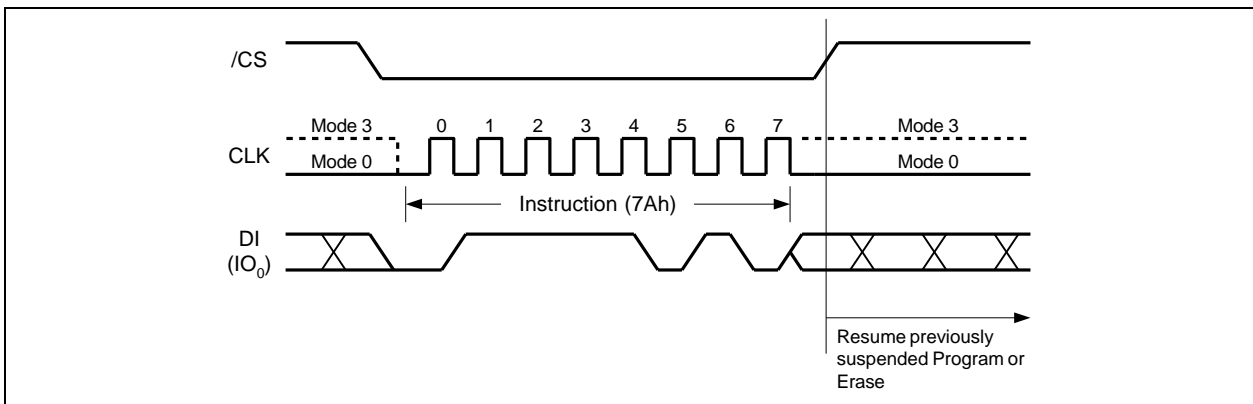 /CS
Mode 3
0 1 2 3 4 5 6 7
Mode 3
CLK
Mode 0
Mode 0
Instruction (7Ah)
DI
(IO0)
Resume previously
suspended Program or
Erase